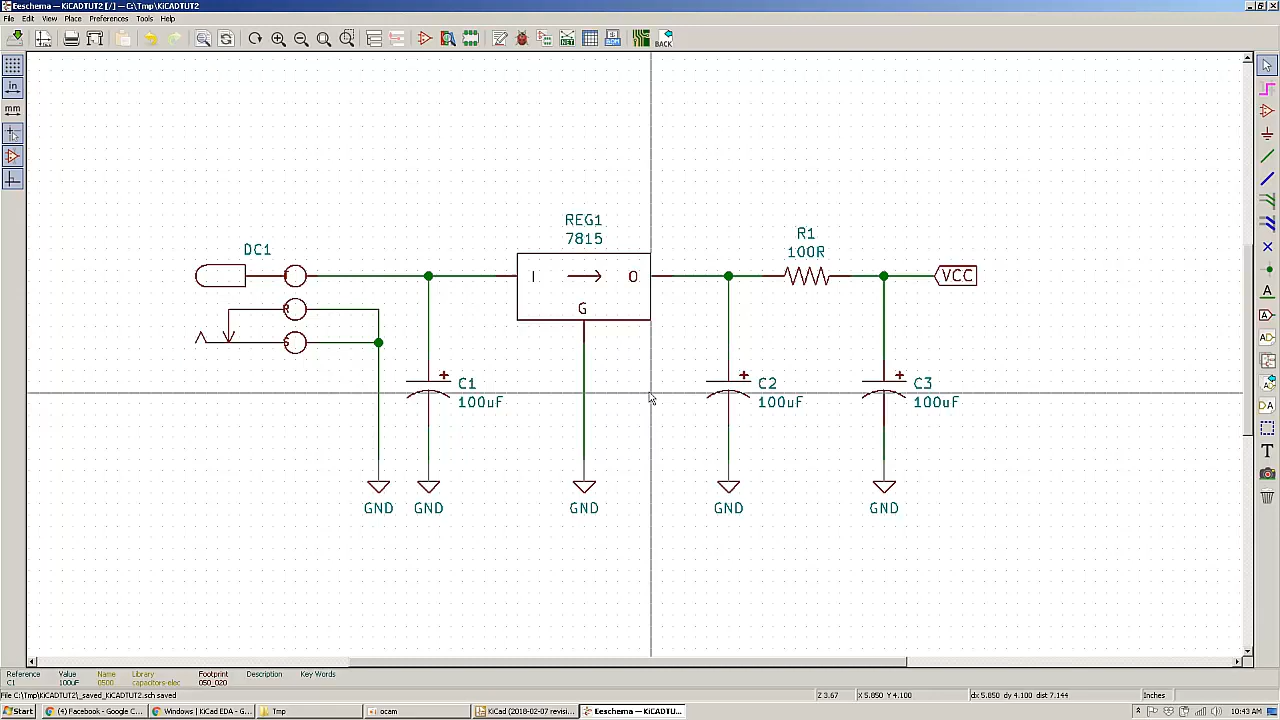 Eeschema — KiCADTUT2 [/] — C:\Tmp\KiCADTUT2
File Edit View Place Preferences Tools Help
BACK
in
mm
REG1
7815
DC1
I
O
G
R1
100R
VCC
C1
100uF
C2
100uF
C3
100uF
GND
GND
GND
GND
GND
Reference Value Name Library Footprint Description Key Words
C1 100uF 0500 capacitors-elec 050_020
File C:\Tmp\KiCADTUT2\_saved_KiCADTUT2.sch saved
Z 3.67
X 5.850 Y 4.100
dx 5.850 dy 4.100 dist 7.144
Inches
Start
(4) Facebook - Google C...
Windows | KiCad EDA - G...
Tmp
ocam
KiCad (2018-02-07 revisi...
Eeschema — KiCADTU...
10:43 AM